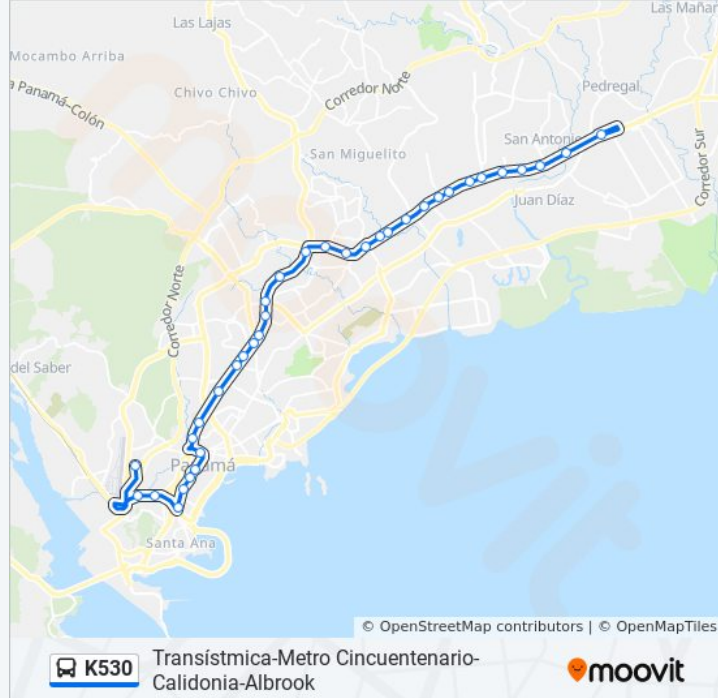 Las Lajas
Las Mañan
Mocambo Arriba
a Panamá-Colón
Chivo Chivo
Corredor Norte
Pedregal
San Antonio
San Miguelito
Corredor Sur
Juan Díaz
Corredor Norte
del Saber
Panamá
Santa Ana
moovit
© OpenStreetMap contributors | © OpenMapTiles
K530
Transístmica-Metro Cincuentenario-
Calidonia-Albrook
moovit